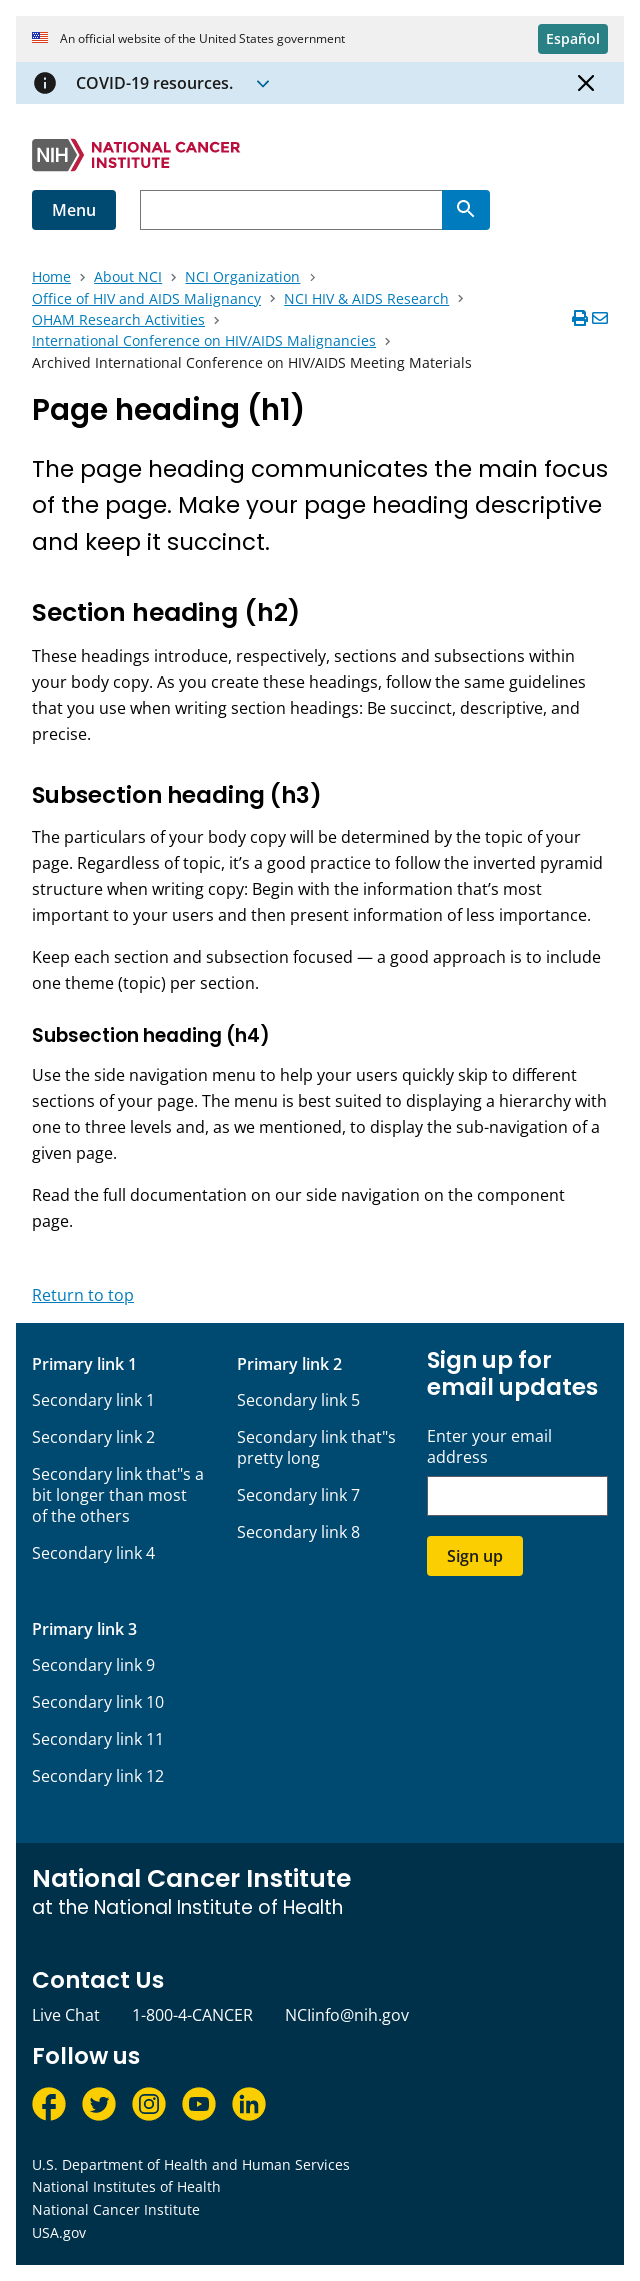 An official website of the United States government
Español
COVID-19 resources.
NIH NATIONAL CANCER
INSTITUTE
Menu
Home > About NCI > NCI Organization >
Office of HIV and AIDS Malignancy > NCI HIV & AIDS Research >
OHAM Research Activities >
International Conference on HIV/AIDS Malignancies >
Archived International Conference on HIV/AIDS Meeting Materials
Page heading (h1)
The page heading communicates the main focus
of the page. Make your page heading descriptive
and keep it succinct.
Section heading (h2)
These headings introduce, respectively, sections and subsections within
your body copy. As you create these headings, follow the same guidelines
that you use when writing section headings: Be succinct, descriptive, and
precise.
Subsection heading (h3)
The particulars of your body copy will be determined by the topic of your
page. Regardless of topic, it’s a good practice to follow the inverted pyramid
structure when writing copy: Begin with the information that’s most
important to your users and then present information of less importance.
Keep each section and subsection focused — a good approach is to include
one theme (topic) per section.
Subsection heading (h4)
Use the side navigation menu to help your users quickly skip to different
sections of your page. The menu is best suited to displaying a hierarchy with
one to three levels and, as we mentioned, to display the sub-navigation of a
given page.
Read the full documentation on our side navigation on the component
page.
Return to top
Primary link 1
Secondary link 1
Secondary link 2
Secondary link that"s a
bit longer than most
of the others
Secondary link 4
Primary link 2
Secondary link 5
Secondary link that"s
pretty long
Secondary link 7
Secondary link 8
Sign up for
email updates
Enter your email
address
Sign up
Primary link 3
Secondary link 9
Secondary link 10
Secondary link 11
Secondary link 12
National Cancer Institute
at the National Institute of Health
Contact Us
Live Chat 1-800-4-CANCER NCIinfo@nih.gov
Follow us
U.S. Department of Health and Human Services
National Institutes of Health
National Cancer Institute
USA.gov